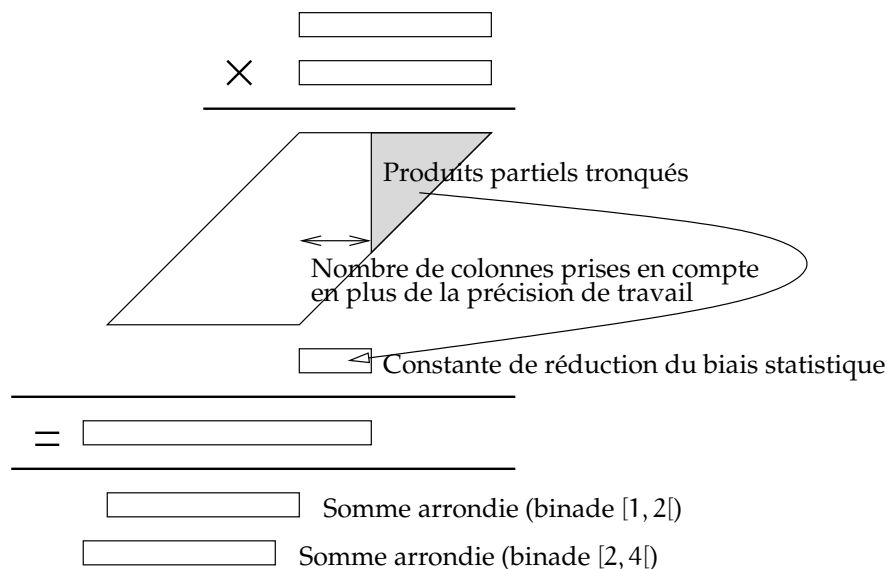 ×
Produits partiels tronqués
Nombre de colonnes prises en compte
en plus de la précision de travail
Constante de réduction du biais statistique
=
Somme arrondie (binade [1, 2[)
Somme arrondie (binade [2, 4[)